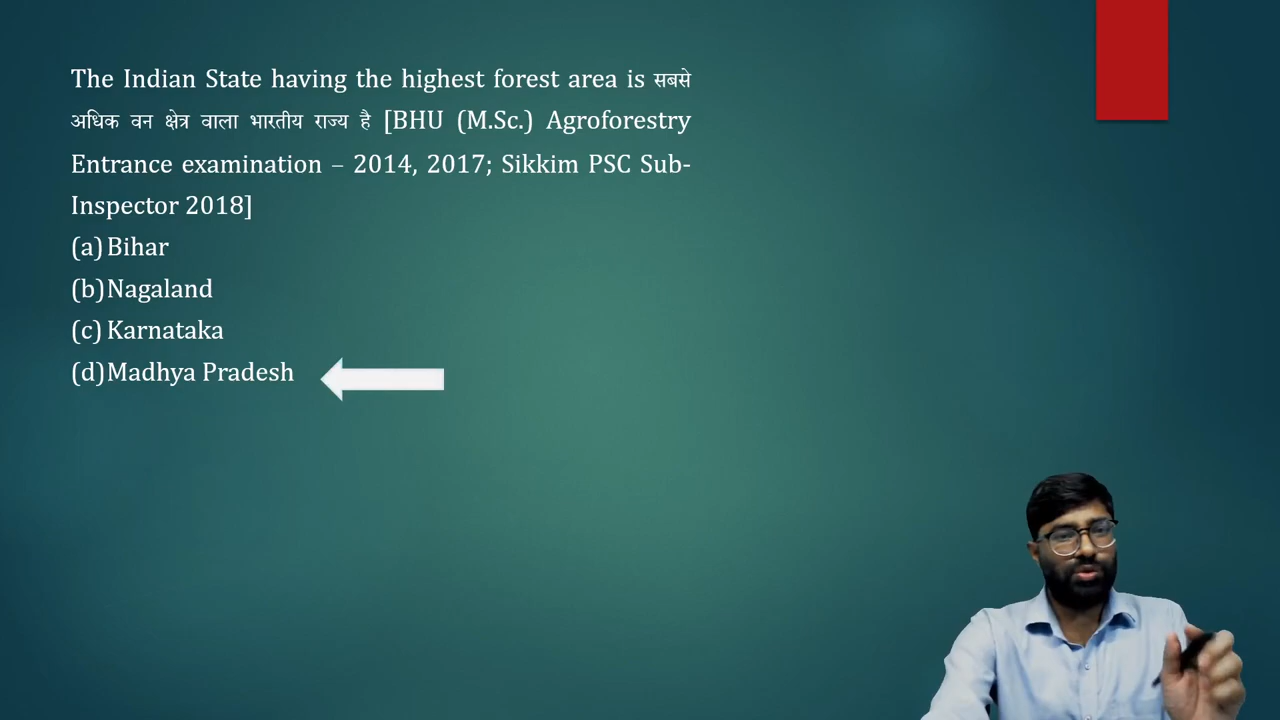 The Indian State having the highest forest area is सबसे
अधिक वन क्षेत्र वाला भारतीय राज्य है [BHU (M.Sc.) Agroforestry
Entrance examination – 2014, 2017; Sikkim PSC Sub-
Inspector 2018]
(a) Bihar
(b) Nagaland
(c) Karnataka
(d) Madhya Pradesh